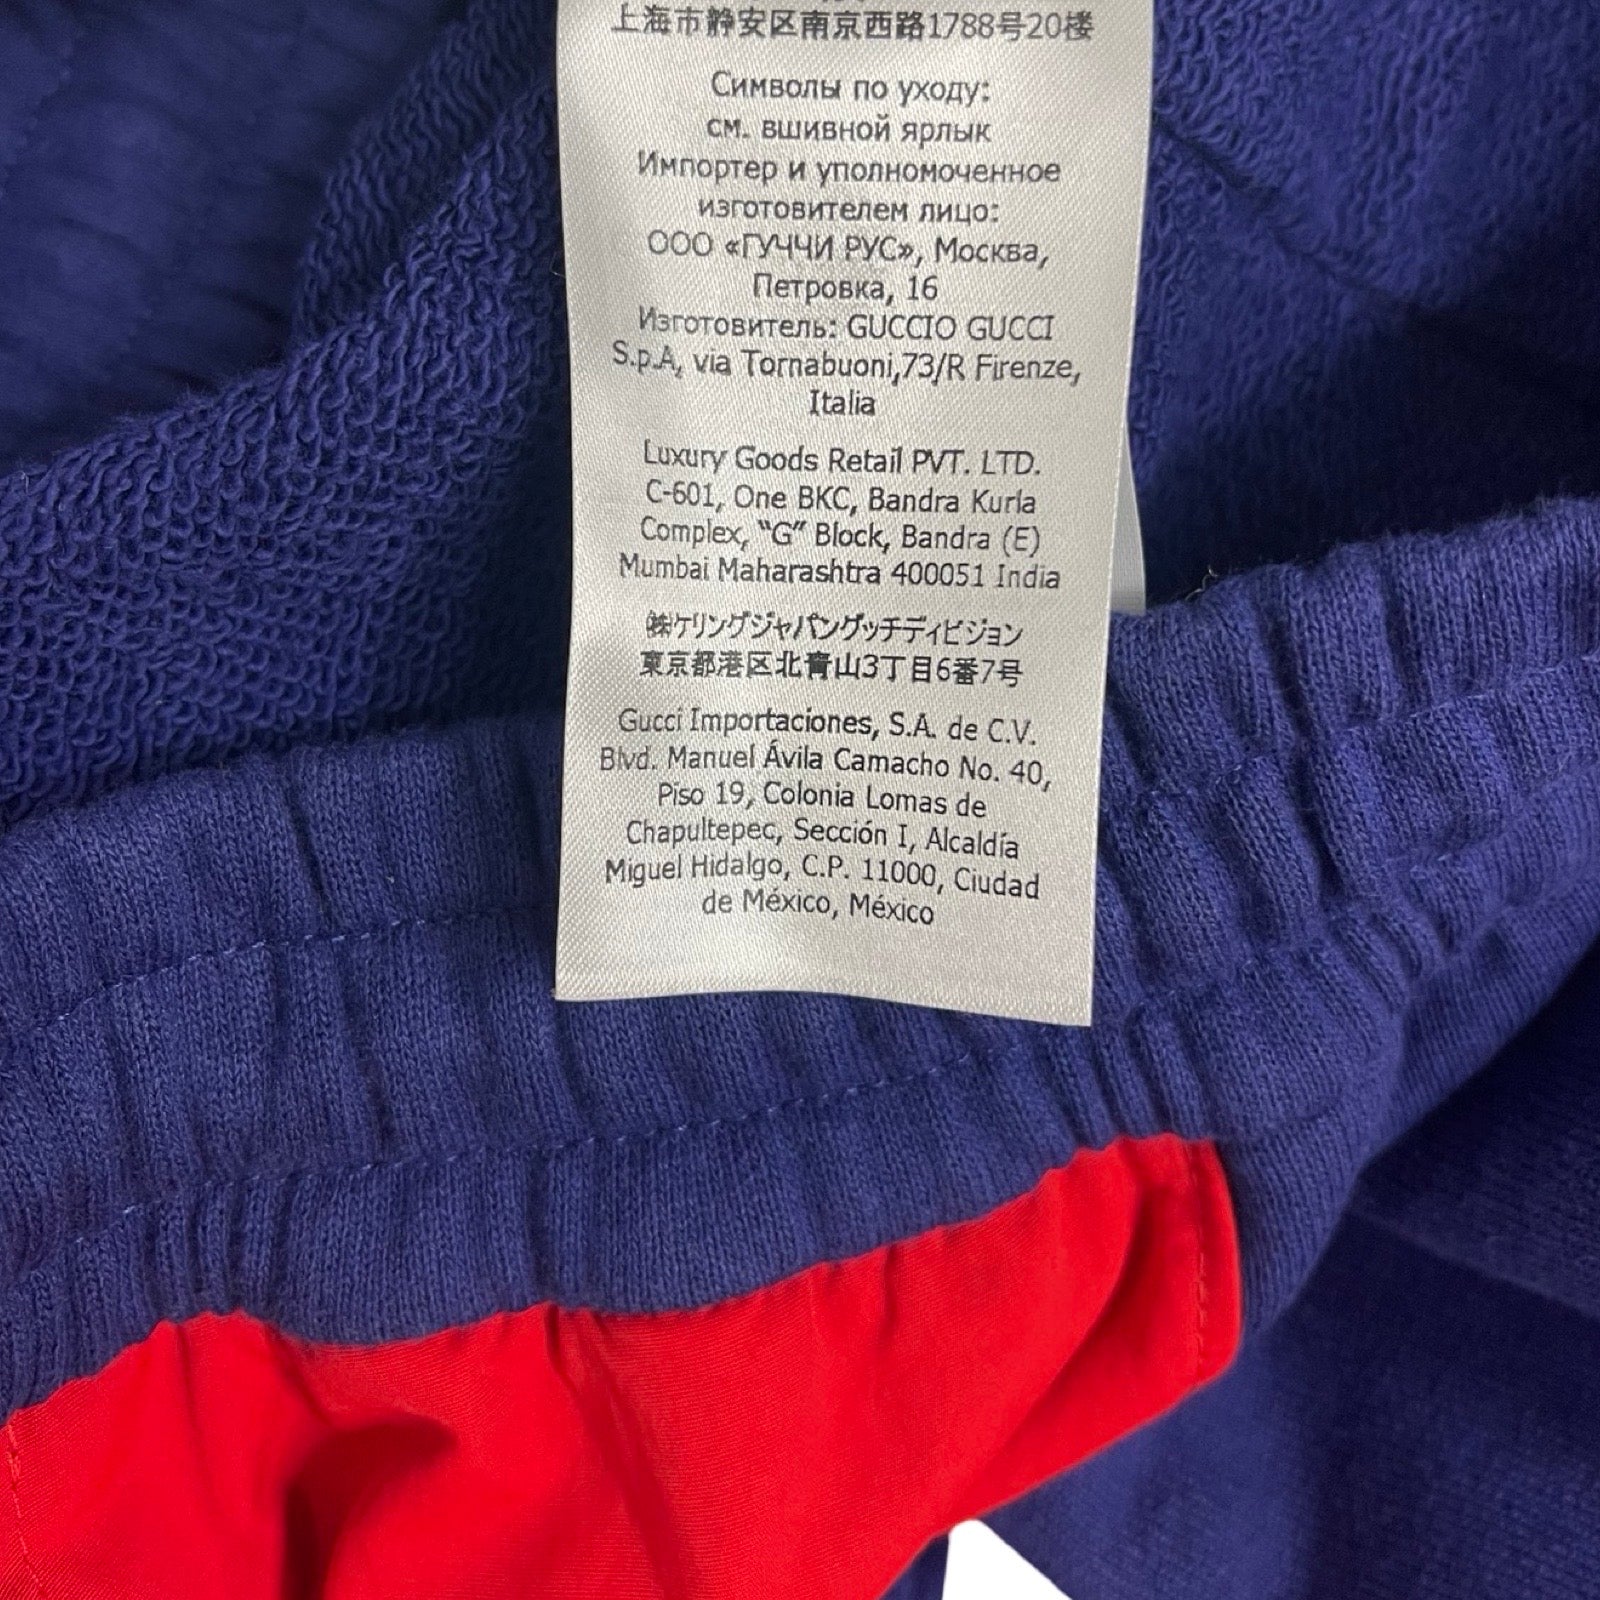 上海市静安区南京西路1788号20楼
Символы по уходу:
см. вшивной ярлык
Импортер и уполномоченное
изготовителем лицо:
ООО «ГУЧЧИ РУС», Москва,
Петровка, 16
Изготовитель: GUCCIO GUCCI
S.p.A, via Tornabuoni,73/R Firenze,
Italia
Luxury Goods Retail PVT. LTD.
C-601, One BKC, Bandra Kurla
Complex, “G” Block, Bandra (E)
Mumbai Maharashtra 400051 India
㈱ケリングジャパングッチディビジョン
東京都港区北青山3丁目6番7号
Gucci Importaciones, S.A. de C.V.
Blvd. Manuel Ávila Camacho No. 40,
Piso 19, Colonia Lomas de
Chapultepec, Sección I, Alcaldía
Miguel Hidalgo, C.P. 11000, Ciudad
de México, México